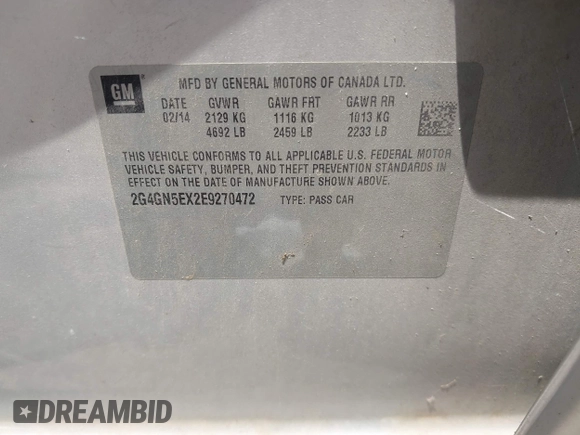 GM
MFD BY GENERAL MOTORS OF CANADA LTD.
DATE GVWR GAWR FRT GAWR RR
02/14 2129 KG 1116 KG 1013 KG
4692 LB 2459 LB 2233 LB
THIS VEHICLE CONFORMS TO ALL APPLICABLE U.S. FEDERAL MOTOR
VEHICLE SAFETY, BUMPER, AND THEFT PREVENTION STANDARDS IN
EFFECT ON THE DATE OF MANUFACTURE SHOWN ABOVE.
2G4GN5EX2E9270472 TYPE: PASS CAR
DREAMBID